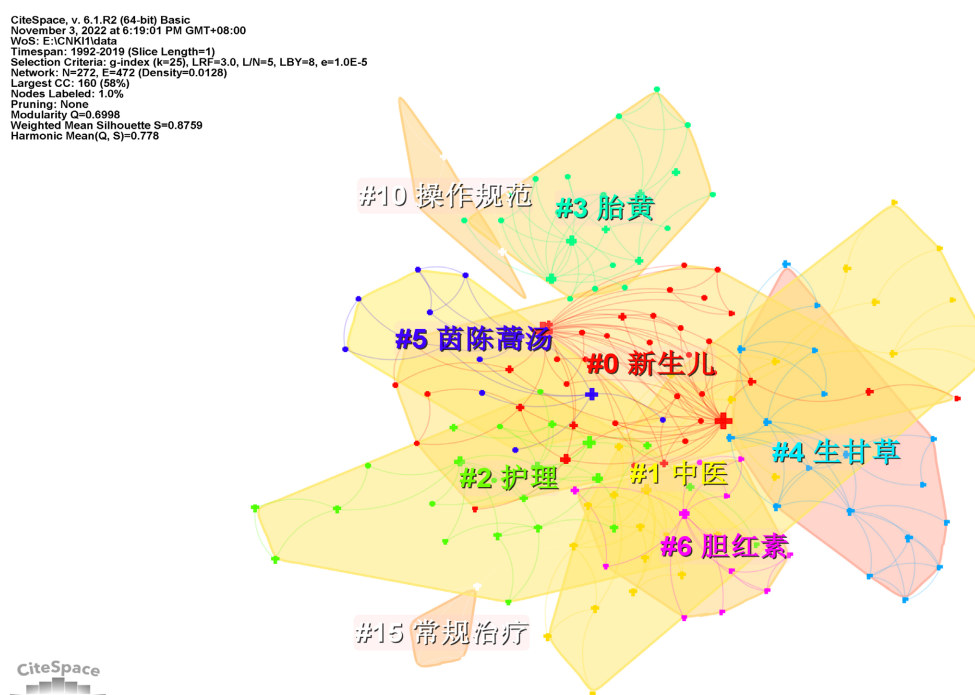 CiteSpace, v. 6.1.R2 (64-bit) Basic
November 3, 2022 at 6:19:01 PM GMT+08:00
WoS: E:\CNKI1\data
Timespan: 1992-2019 (Slice Length=1)
Selection Criteria: g-index (k=25), LRF=3.0, L/N=5, LBY=8, e=1.0E-5
Network: N=272, E=472 (Density=0.0128)
Largest CC: 160 (58%)
Nodes Labeled: 1.0%
Pruning: None
Modularity Q=0.6998
Weighted Mean Silhouette S=0.8759
Harmonic Mean(Q, S)=0.778
#10 操作规范
#3 胎黄
#5 茵陈蒿汤
#0 新生儿
#4 生甘草
#2 护理
#1 中医
#6 胆红素
#15 常规治疗
CiteSpace